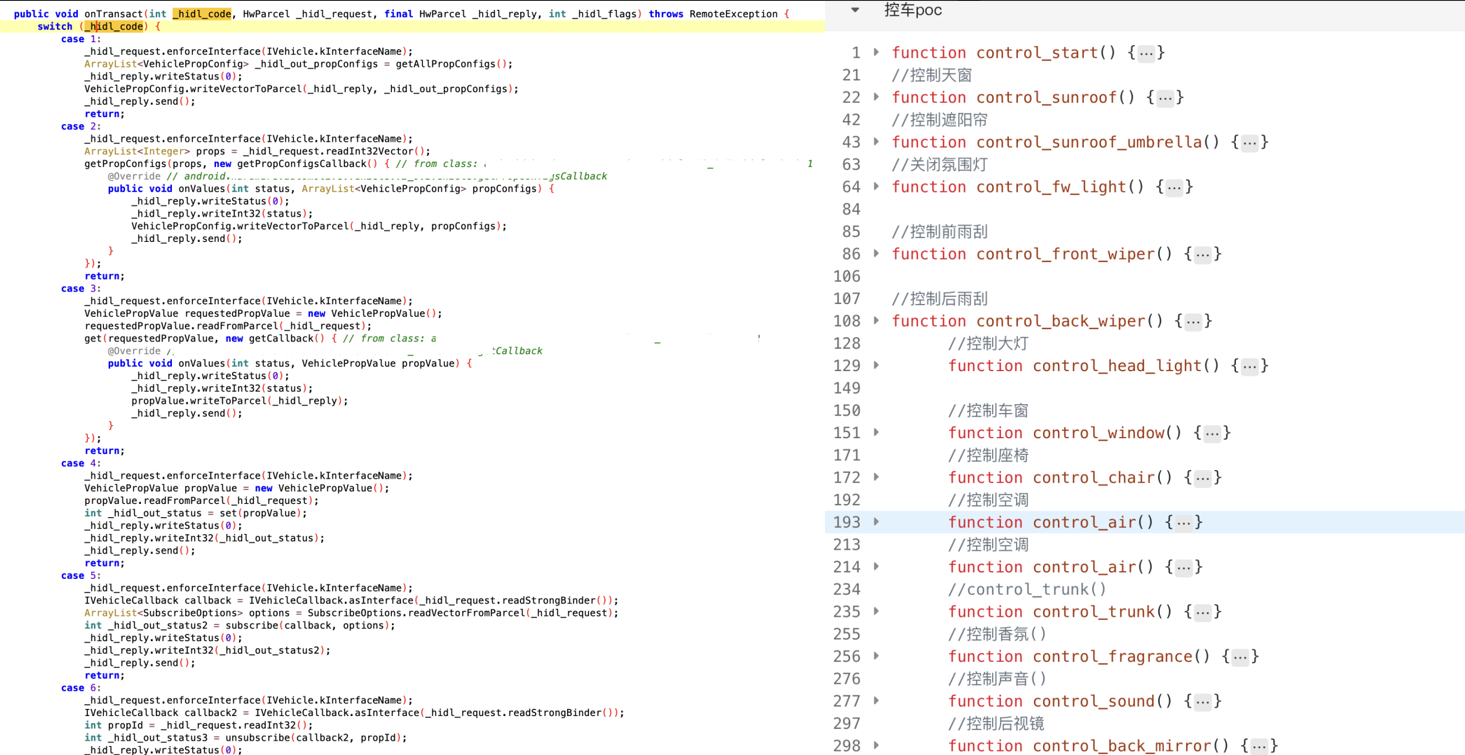 public void onTransact(int _hidl_code, HwParcel _hidl_request, final HwParcel _hidl_reply, int _hidl_flags) throws RemoteException {
switch (_hidl_code) {
case 1:
_hidl_request.enforceInterface(IVehicle.kInterfaceName);
ArrayList<VehiclePropConfig> _hidl_out_propConfigs = getAllPropConfigs();
_hidl_reply.writeStatus(0);
VehiclePropConfig.writeVectorToParcel(_hidl_reply, _hidl_out_propConfigs);
_hidl_reply.send();
return;
case 2:
_hidl_request.enforceInterface(IVehicle.kInterfaceName);
ArrayList<Integer> props = _hidl_request.readInt32Vector();
getPropConfigs(props, new getPropConfigsCallback() { // from class:
@Override //
public void onValues(int status, ArrayList<VehiclePropConfig> propConfigs) {
_hidl_reply.writeStatus(0);
_hidl_reply.writeInt32(status);
VehiclePropConfig.writeVectorToParcel(_hidl_reply, propConfigs);
_hidl_reply.send();
}
});
return;
case 3:
_hidl_request.enforceInterface(IVehicle.kInterfaceName);
VehiclePropValue requestedPropValue = new VehiclePropValue();
requestedPropValue.readFromParcel(_hidl_request);
get(requestedPropValue, new getCallback() { // from class: a
@Override
public void onValues(int status, VehiclePropValue propValue) {
_hidl_reply.writeStatus(0);
_hidl_reply.writeInt32(status);
propValue.writeToParcel(_hidl_reply);
_hidl_reply.send();
}
});
return;
case 4:
_hidl_request.enforceInterface(IVehicle.kInterfaceName);
VehiclePropValue propValue = new VehiclePropValue();
propValue.readFromParcel(_hidl_request);
int _hidl_out_status = set(propValue);
_hidl_reply.writeStatus(0);
_hidl_reply.writeInt32(_hidl_out_status);
_hidl_reply.send();
return;
case 5:
_hidl_request.enforceInterface(IVehicle.kInterfaceName);
IVehicleCallback callback = IVehicleCallback.asInterface(_hidl_request.readStrongBinder());
ArrayList<SubscribeOptions> options = SubscribeOptions.readVectorFromParcel(_hidl_request);
int _hidl_out_status2 = subscribe(callback, options);
_hidl_reply.writeStatus(0);
_hidl_reply.writeInt32(_hidl_out_status2);
_hidl_reply.send();
return;
case 6:
_hidl_request.enforceInterface(IVehicle.kInterfaceName);
IVehicleCallback callback2 = IVehicleCallback.asInterface(_hidl_request.readStrongBinder());
int propId = _hidl_request.readInt32();
int _hidl_out_status3 = unsubscribe(callback2, propId);
_hidl_reply.writeStatus(0);
控车poc
1 function control_start() {…}
21 //控制天窗
22 function control_sunroof() {…}
42 //控制遮阳帘
43 function control_sunroof_umbrella() {…}
63 //关闭氛围灯
64 function control_fw_light() {…}
84
85 //控制前雨刮
86 function control_front_wiper() {…}
106
107 //控制后雨刮
108 function control_back_wiper() {…}
128 //控制大灯
129 function control_head_light() {…}
149
150 //控制车窗
151 function control_window() {…}
171 //控制座椅
172 function control_chair() {…}
192 //控制空调
193 function control_air() {…}
213 //控制空调
214 function control_air() {…}
234 //control_trunk()
235 function control_trunk() {…}
255 //控制香氛()
256 function control_fragrance() {…}
276 //控制声音()
277 function control_sound() {…}
297 //控制后视镜
298 function control_back_mirror() {…}